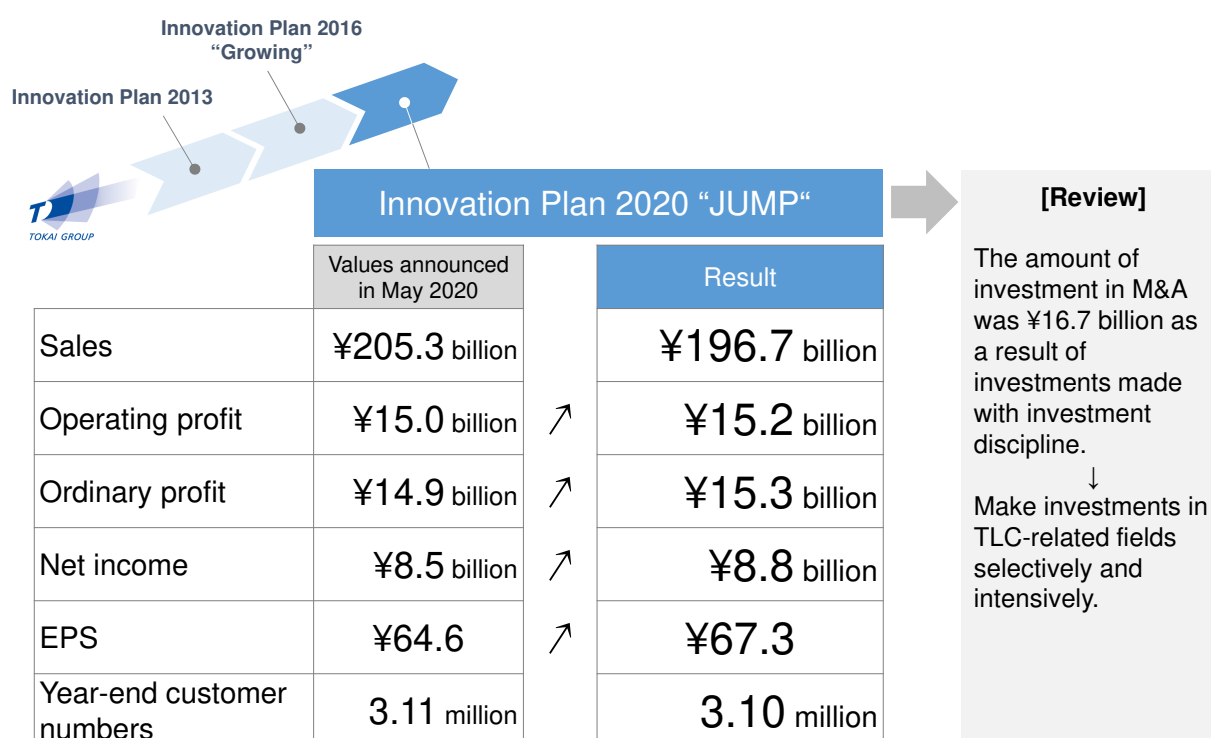 Innovation Plan 2016
“Growing”
Innovation Plan 2013
TOKAI GROUP
Innovation Plan 2020 “JUMP“
Values announced
in May 2020
Result
Sales
¥205.3 billion
¥196.7 billion
Operating profit
¥15.0 billion
↗
¥15.2 billion
Ordinary profit
¥14.9 billion
↗
¥15.3 billion
Net income
¥8.5 billion
↗
¥8.8 billion
EPS
¥64.6
↗
¥67.3
Year-end customer
numbers
3.11 million
3.10 million
[Review]
The amount of
investment in M&A
was ¥16.7 billion as
a result of
investments made
with investment
discipline.
↓
Make investments in
TLC-related fields
selectively and
intensively.